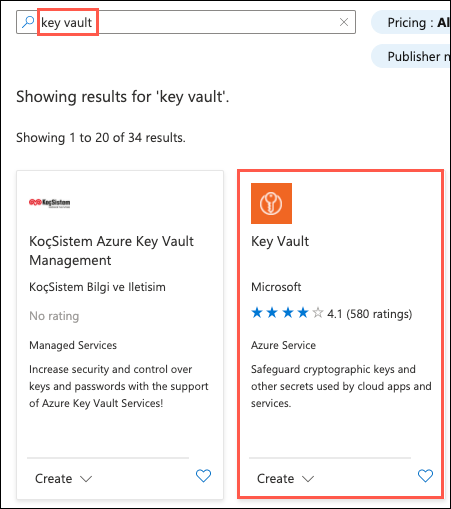 key vault
Pricing : Al
Publisher n
Showing results for 'key vault'.
Showing 1 to 20 of 34 results.
KoçSistem
KoçSistem Azure Key Vault
Management
KoçSistem Bilgi ve Iletisim
No rating
Managed Services
Increase security and control over
keys and passwords with the support
of Azure Key Vault Services!
Create
Key Vault
Microsoft
4.1 (580 ratings)
Azure Service
Safeguard cryptographic keys and
other secrets used by cloud apps and
services.
Create